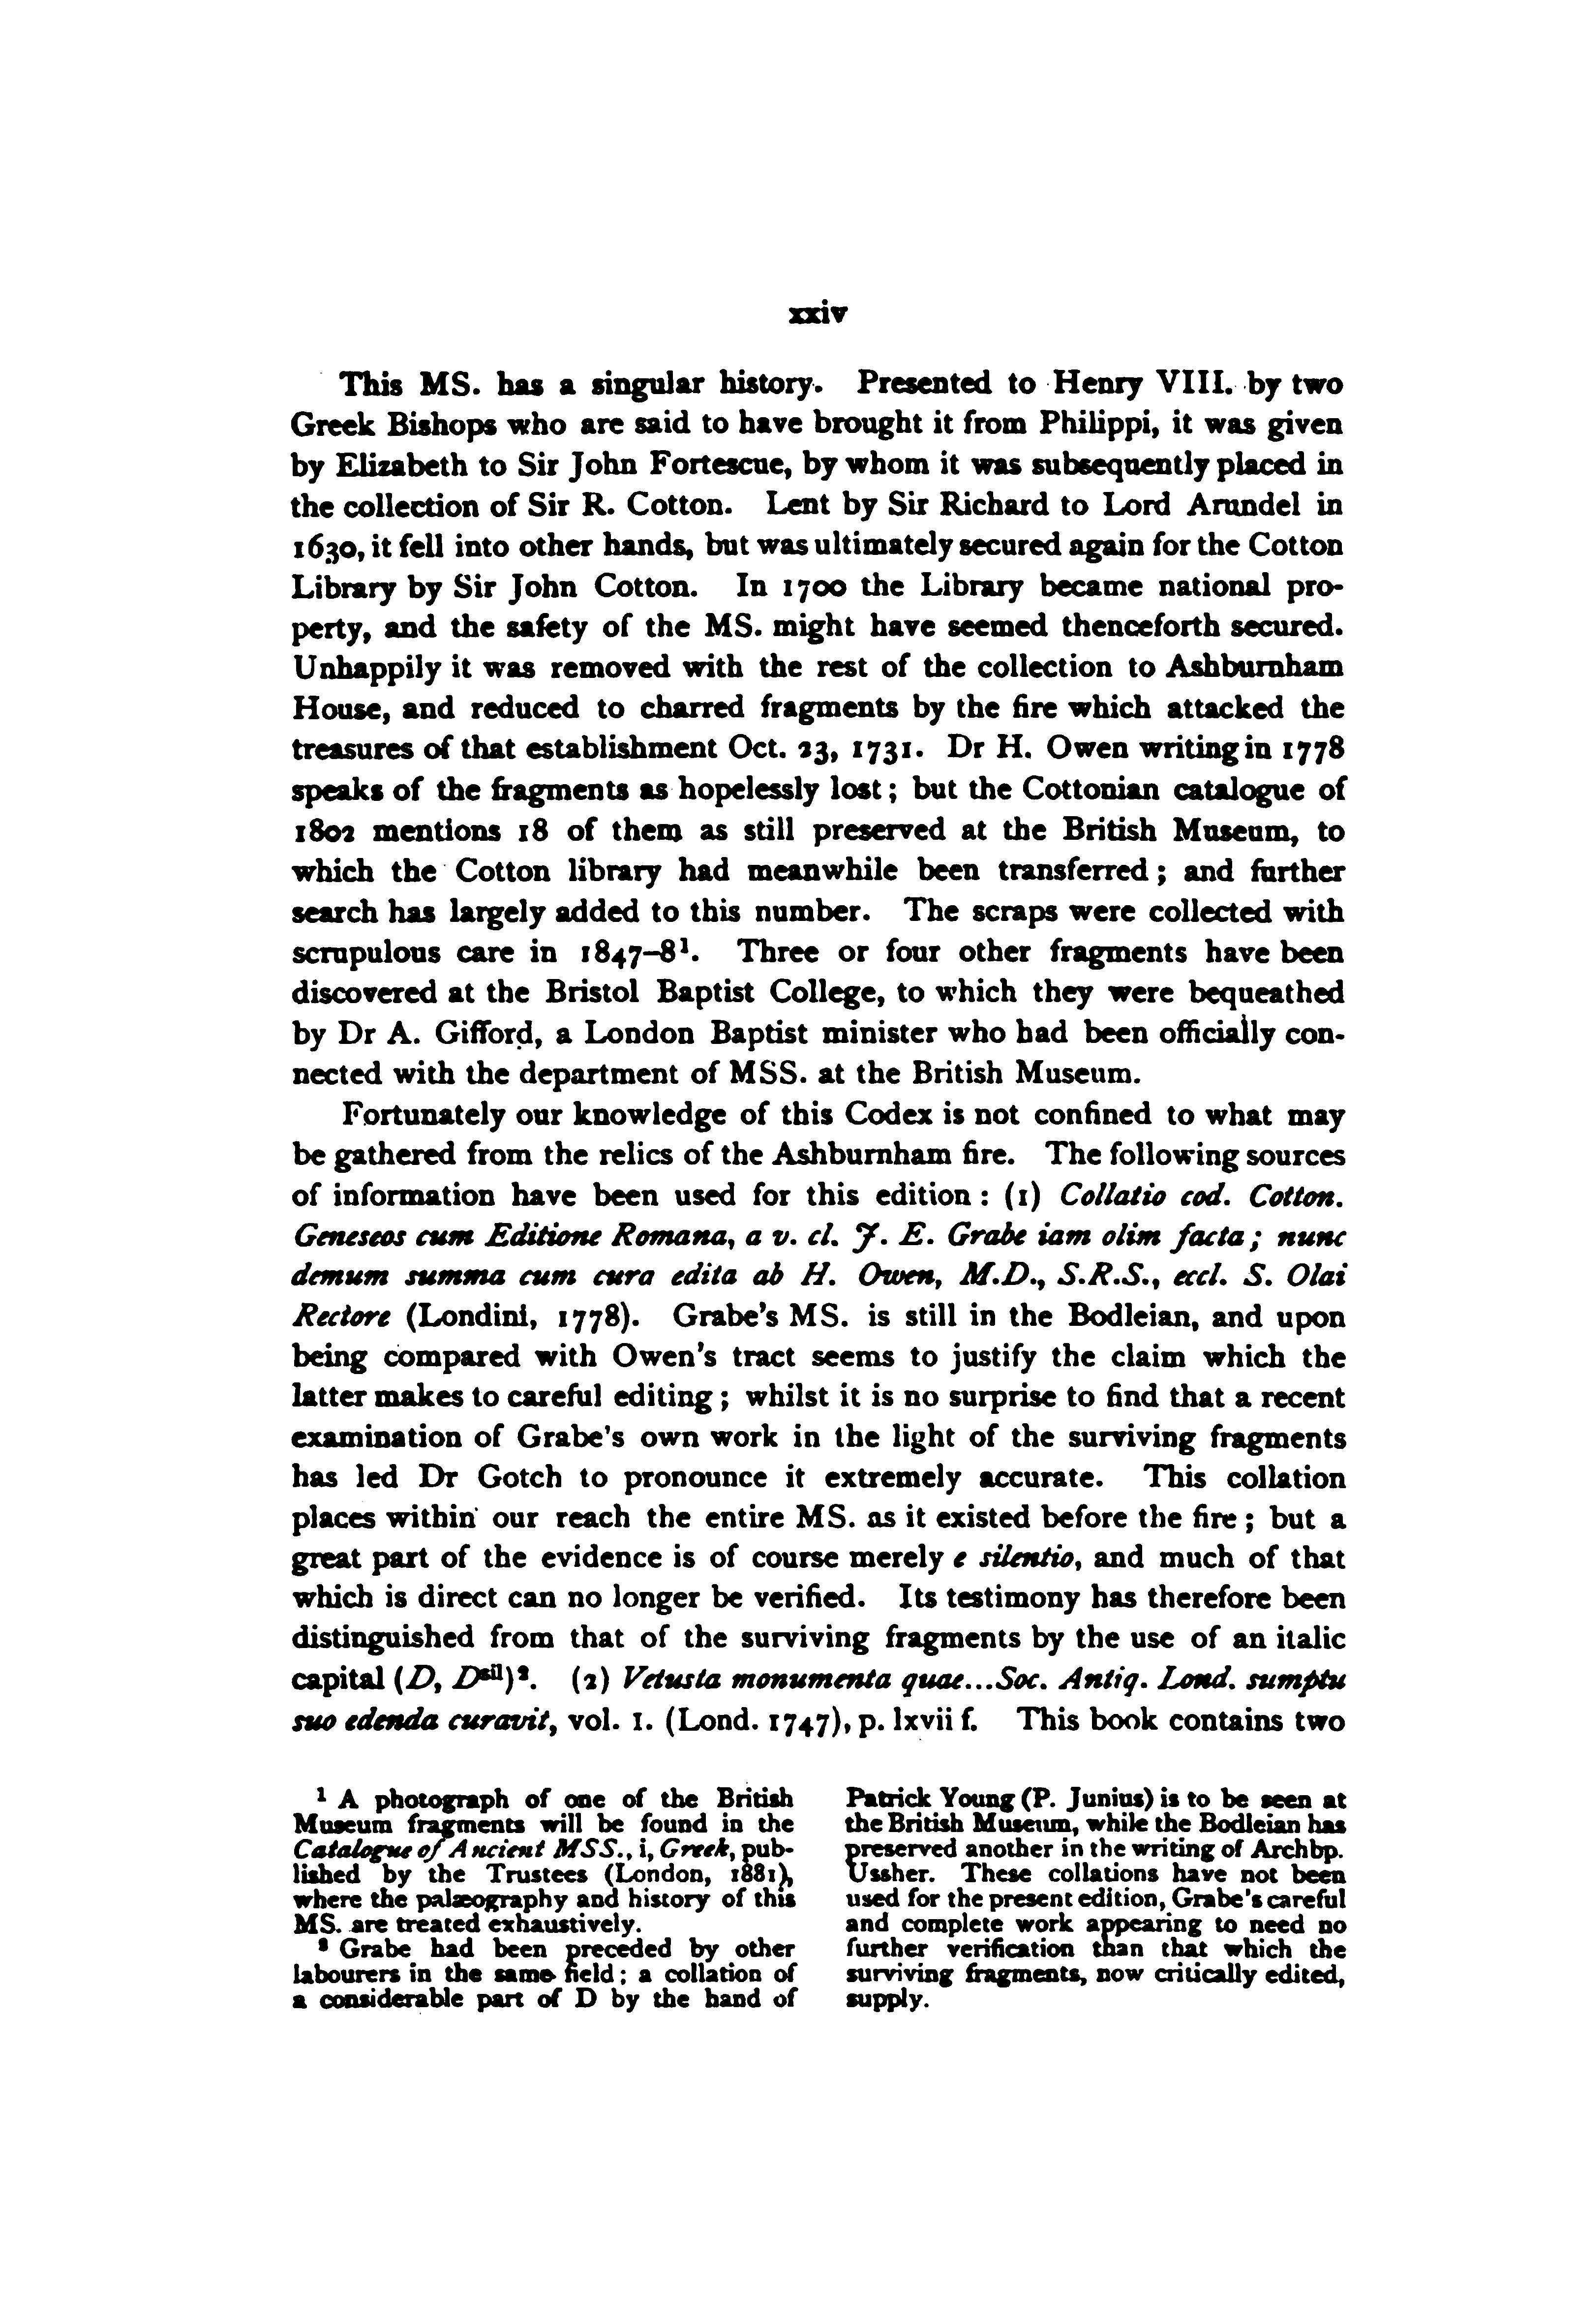 xxiv
This MS. has a singular history. Presented to Henry VIII. by two
Greek Bishops who are said to have brought it from Philippi, it was given
by Elizabeth to Sir John Fortescue, by whom it was subsequently placed in
the collection of Sir R. Cotton. Lent by Sir Richard to Lord Arundel in
1630, it fell into other hands, but was ultimately secured again for the Cotton
Library by Sir John Cotton. In 1700 the Library became national pro-
perty, and the safety of the MS. might have seemed thenceforth secured.
Unhappily it was removed with the rest of the collection to Ashburnham
House, and reduced to charred fragments by the fire which attacked the
treasures of that establishment Oct. 23, 1731. Dr H. Owen writing in 1778
speaks of the fragments as hopelessly lost; but the Cottonian catalogue of
1802 mentions 18 of them as still preserved at the British Museum, to
which the Cotton library had meanwhile been transferred; and further
search has largely added to this number. The scraps were collected with
scrupulous care in 1847–8¹. Three or four other fragments have been
discovered at the Bristol Baptist College, to which they were bequeathed
by Dr A. Gifford, a London Baptist minister who had been officially con-
nected with the department of MSS. at the British Museum.
Fortunately our knowledge of this Codex is not confined to what may
be gathered from the relics of the Ashburnham fire. The following sources
of information have been used for this edition: (1) Collatio cod. Cotton.
Geneseos cum Editione Romana, a v. cl. J. E. Grabe iam olim facta; nunc
demum summa cum cura edita ab H. Owen, M.D., S.R.S., eccl. S. Olai
Rectore (Londini, 1778). Grabe's MS. is still in the Bodleian, and upon
being compared with Owen's tract seems to justify the claim which the
latter makes to careful editing; whilst it is no surprise to find that a recent
examination of Grabe's own work in the light of the surviving fragments
has led Dr Gotch to pronounce it extremely accurate. This collation
places within our reach the entire MS. as it existed before the fire; but a
great part of the evidence is of course merely e silentio, and much of that
which is direct can no longer be verified. Its testimony has therefore been
distinguished from that of the surviving fragments by the use of an italic
capital (D, Dsil)². (2) Vetusta monumenta quae...Soc. Antiq. Lond. sumptu
suo edenda curavit, vol. I. (Lond. 1747), p. lxvii f. This book contains two
¹ A photograph of one of the British
Museum fragments will be found in the
Catalogue of Ancient MSS., i, Greek, pub-
lished by the Trustees (London, 1881),
where the palæography and history of this
MS. are treated exhaustively.
² Grabe had been preceded by other
labourers in the same field; a collation of
a considerable part of D by the hand of
Patrick Young (P. Junius) is to be seen at
the British Museum, while the Bodleian has
preserved another in the writing of Archbp.
Ussher. These collations have not been
used for the present edition, Grabe's careful
and complete work appearing to need no
further verification than that which the
surviving fragments, now critically edited,
supply.